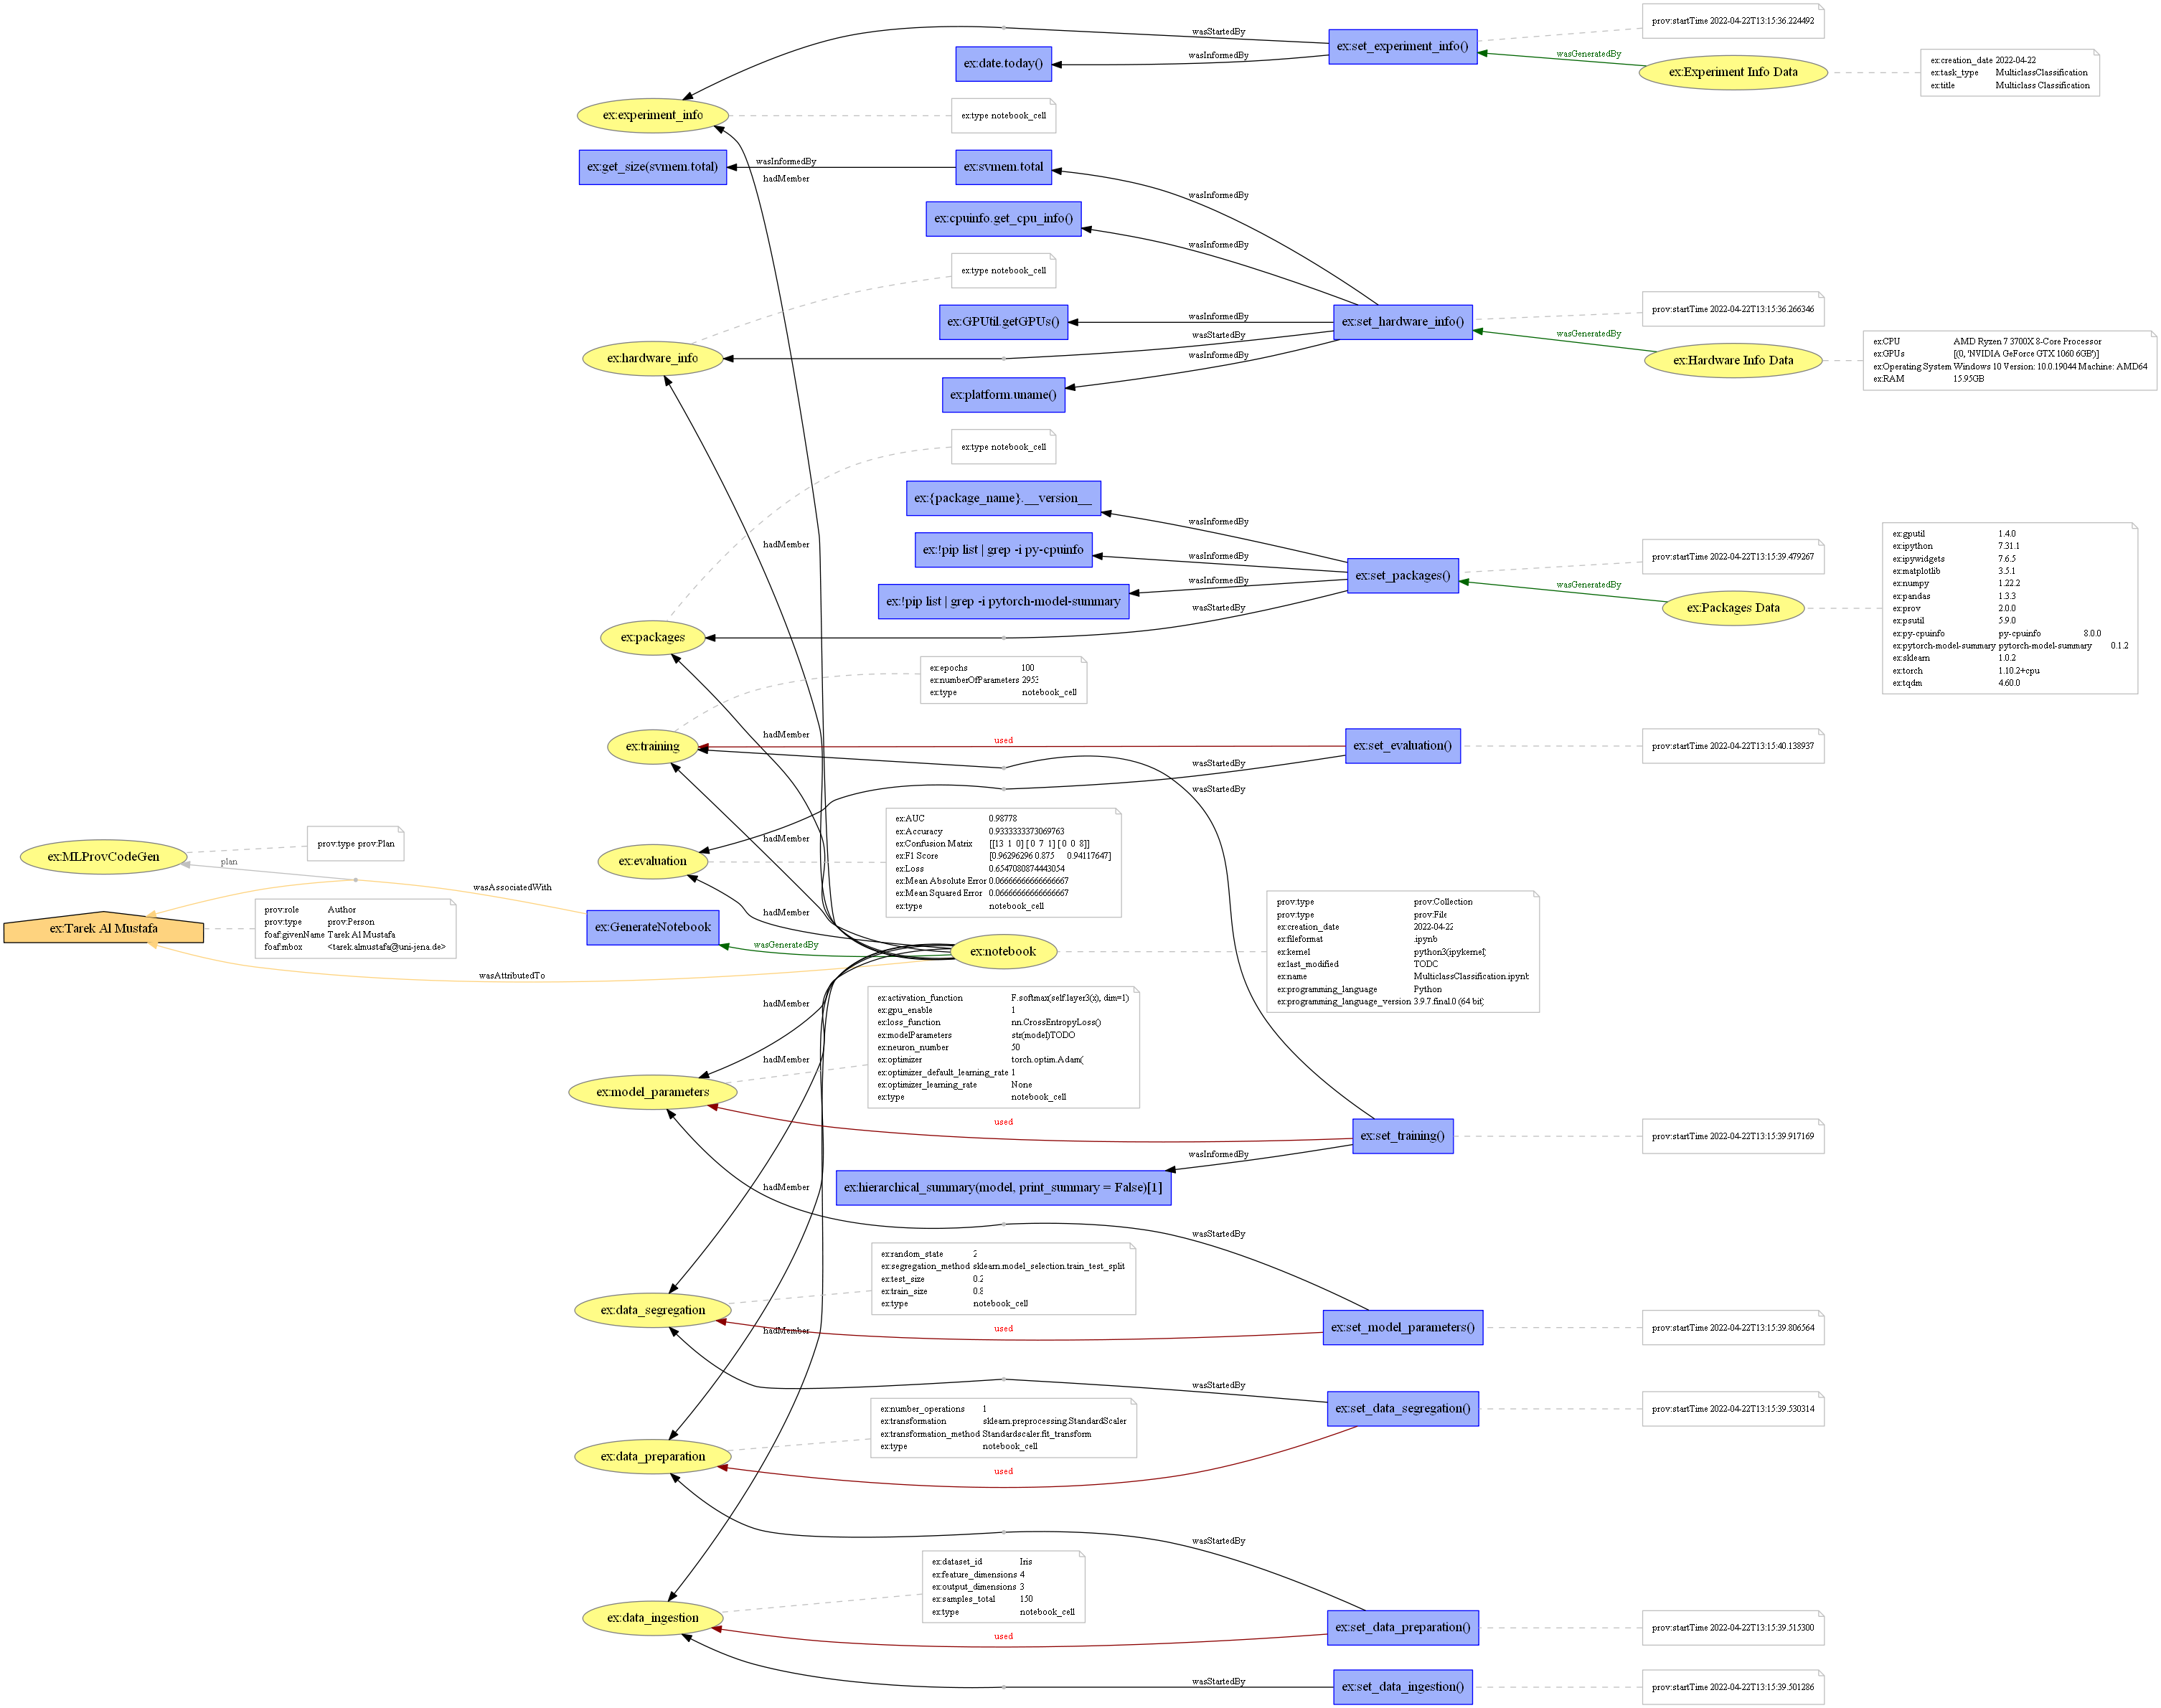 prov:startTime 2022-04-22T13:15:36.224492
wasStartedBy
ex:set_experiment_info()
wasGeneratedBy
wasInformedBy
ex:date.today()
ex:Experiment Info Data
ex:creation_date 2022-04-22
ex:task_type MulticlassClassification
ex:title Multiclass Classification
ex:experiment_info
ex:type notebook_cell
ex:get_size(svmem.total)
wasInformedBy
ex:svmem.total
hadMember
wasInformedBy
ex:cpuinfo.get_cpu_info()
wasInformedBy
ex:type notebook_cell
prov:startTime 2022-04-22T13:15:36.266346
ex:GPUtil.getGPUs()
wasInformedBy
ex:set_hardware_info()
wasStartedBy
wasGeneratedBy
ex:hardware_info
wasInformedBy
ex:Hardware Info Data
ex:CPU AMD Ryzen 7 3700X 8-Core Processor
ex:GPUs [(0, 'NVIDIA GeForce GTX 1060 6GB')]
ex:Operating System Windows 10 Version: 10.0.19044 Machine: AMD64
ex:RAM 15.95GB
ex:platform.uname()
ex:type notebook_cell
ex:{package_name}.__version__
wasInformedBy
hadMember
ex:!pip list | grep -i py-cpuinfo
wasInformedBy
prov:startTime 2022-04-22T13:15:39.479267
ex:set_packages()
wasInformedBy
wasGeneratedBy
ex:!pip list | grep -i pytorch-model-summary
wasStartedBy
ex:Packages Data
ex:gputil 1.4.0
ex:ipython 7.31.1
ex:ipywidgets 7.6.5
ex:matplotlib 3.5.1
ex:numpy 1.22.2
ex:pandas 1.3.3
ex:prov 2.0.0
ex:psutil 5.9.0
ex:py-cpuinfo py-cpuinfo 8.0.0
ex:pytorch-model-summary pytorch-model-summary 0.1.2
ex:sklearn 1.0.2
ex:torch 1.10.2+cpu
ex:tqdm 4.60.0
ex:packages
ex:epochs 100
ex:numberOfParameters 2953
ex:type notebook_cell
hadMember
ex:training
used
ex:set_evaluation()
prov:startTime 2022-04-22T13:15:40.138937
wasStartedBy
wasStartedBy
hadMember
ex:AUC 0.98778
ex:Accuracy 0.9333333373069763
ex:Confusion Matrix [[13 1 0] [ 0 7 1] [ 0 0 8]]
ex:F1 Score [0.96296296 0.875 0.94117647]
ex:Loss 0.6547080874443054
ex:Mean Absolute Error 0.06666666666666667
ex:Mean Squared Error 0.06666666666666667
ex:type notebook_cell
ex:evaluation
ex:MLProvCodeGen
prov:type prov:Plan
plan
wasAssociatedWith
hadMember
ex:Tarek Al Mustafa
prov:role Author
prov:type prov:Person
foaf:givenName Tarek Al Mustafa
foaf:mbox <tarek.almustafa@uni-jena.de>
ex:GenerateNotebook
wasGeneratedBy
ex:notebook
wasAttributedTo
prov:type prov:Collection
prov:type prov:File
ex:creation_date 2022-04-22
ex:fileformat .ipynb
ex:kernel python3(ipykernel)
ex:last_modified TODO
ex:name MulticlassClassification.ipynb
ex:programming_language Python
ex:programming_language_version 3.9.7.final.0 (64 bit)
hadMember
ex:activation_function F.softmax(self.layer3(x), dim=1)
ex:gpu_enable 1
ex:loss_function nn.CrossEntropyLoss()
ex:modelParameters str(model)TODO
ex:neuron_number 50
ex:optimizer torch.optim.Adam(
ex:optimizer_default_learning_rate 1
ex:optimizer_learning_rate None
ex:type notebook_cell
hadMember
ex:model_parameters
used
ex:set_training()
prov:startTime 2022-04-22T13:15:39.917169
wasInformedBy
ex:hierarchical_summary(model, print_summary = False)[1]
hadMember
wasStartedBy
ex:random_state 2
ex:segregation_method sklearn.model_selection.train_test_split
ex:test_size 0.2
ex:train_size 0.8
ex:type notebook_cell
ex:data_segregation
hadMember
used
ex:set_model_parameters()
prov:startTime 2022-04-22T13:15:39.806564
wasStartedBy
ex:set_data_segregation()
prov:startTime 2022-04-22T13:15:39.530314
ex:number_operations 1
ex:transformation sklearn.preprocessing.StandardScaler
ex:transformation_method Standardscaler.fit_transform
ex:type notebook_cell
ex:data_preparation
used
wasStartedBy
ex:dataset_id Iris
ex:feature_dimensions 4
ex:output_dimensions 3
ex:samples_total 150
ex:type notebook_cell
ex:data_ingestion
used
ex:set_data_preparation()
prov:startTime 2022-04-22T13:15:39.515300
wasStartedBy
ex:set_data_ingestion()
prov:startTime 2022-04-22T13:15:39.501286